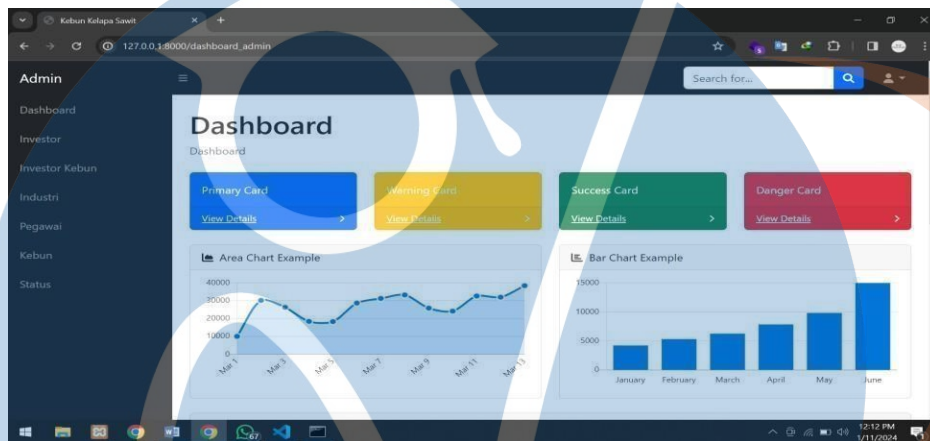 Kebun Kelapa Sawit
127.0.0.1:8000/dashboard_admin
Admin
Search for...
Dashboard
Investor
Investor Kebun
Industri
Pegawai
Kebun
Status
Dashboard
Dashboard
Primary Card
View Details
Warning Card
View Details
Success Card
View Details
Danger Card
View Details
Area Chart Example
40000
30000
20000
10000
0
Mar 1
Mar 3
Mar 5
Mar 7
Mar 9
Mar 11
Mar 13
Bar Chart Example
15000
10000
5000
0
January
February
March
April
May
June
67
12:12 PM
1/11/2024